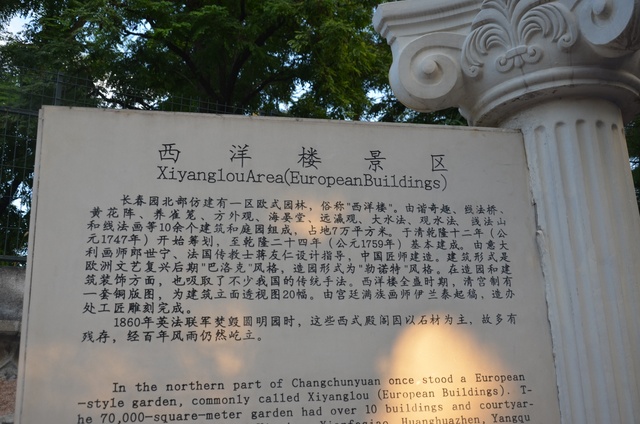 西洋楼景区
XiyanglouArea(EuropeanBuildings)
长春园北部仿建有一区欧式园林，俗称"西洋楼"。由谐奇趣、线法桥、
黄花阵、养雀笼、方外观、海晏堂、远瀛观、大水法、观水法、线法山
和线法画等10余个建筑和庭园组成，占地7万平方米。于清乾隆十二年（公
元1747年）开始筹划，至乾隆二十四年（公元1759年）基本建成。由意大
利画师郎世宁、法国传教士蒋友仁设计指导，中国匠师建造。建筑形式是
欧洲文艺复兴后期"巴洛克"风格，造园形式为"勒诺特"风格。在造园和建
筑装饰方面，也吸取了不少我国的传统手法。西洋楼全盛时期，清宫制有
一套铜版图，为建筑立面透视图20幅。由宫廷满族画师伊兰泰起稿，造办
处工匠雕刻完成。
1860年英法联军焚毁圆明园时，这些西式殿阁因以石材为主，故多有
残存，经百年风雨仍然屹立。
In the northern part of Changchunyuan once stood a European
-style garden, commonly called Xiyanglou (European Buildings). T-
he 70,000-square-meter garden had over 10 buildings and courtyar-
Huanghuazhen, Yangqu